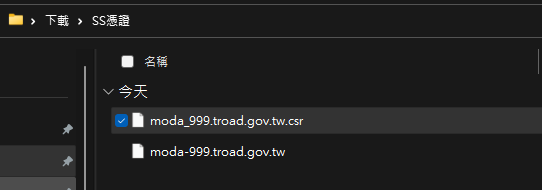 下載 › SS憑證
名稱
今天
moda_999.troad.gov.tw.csr
moda-999.troad.gov.tw